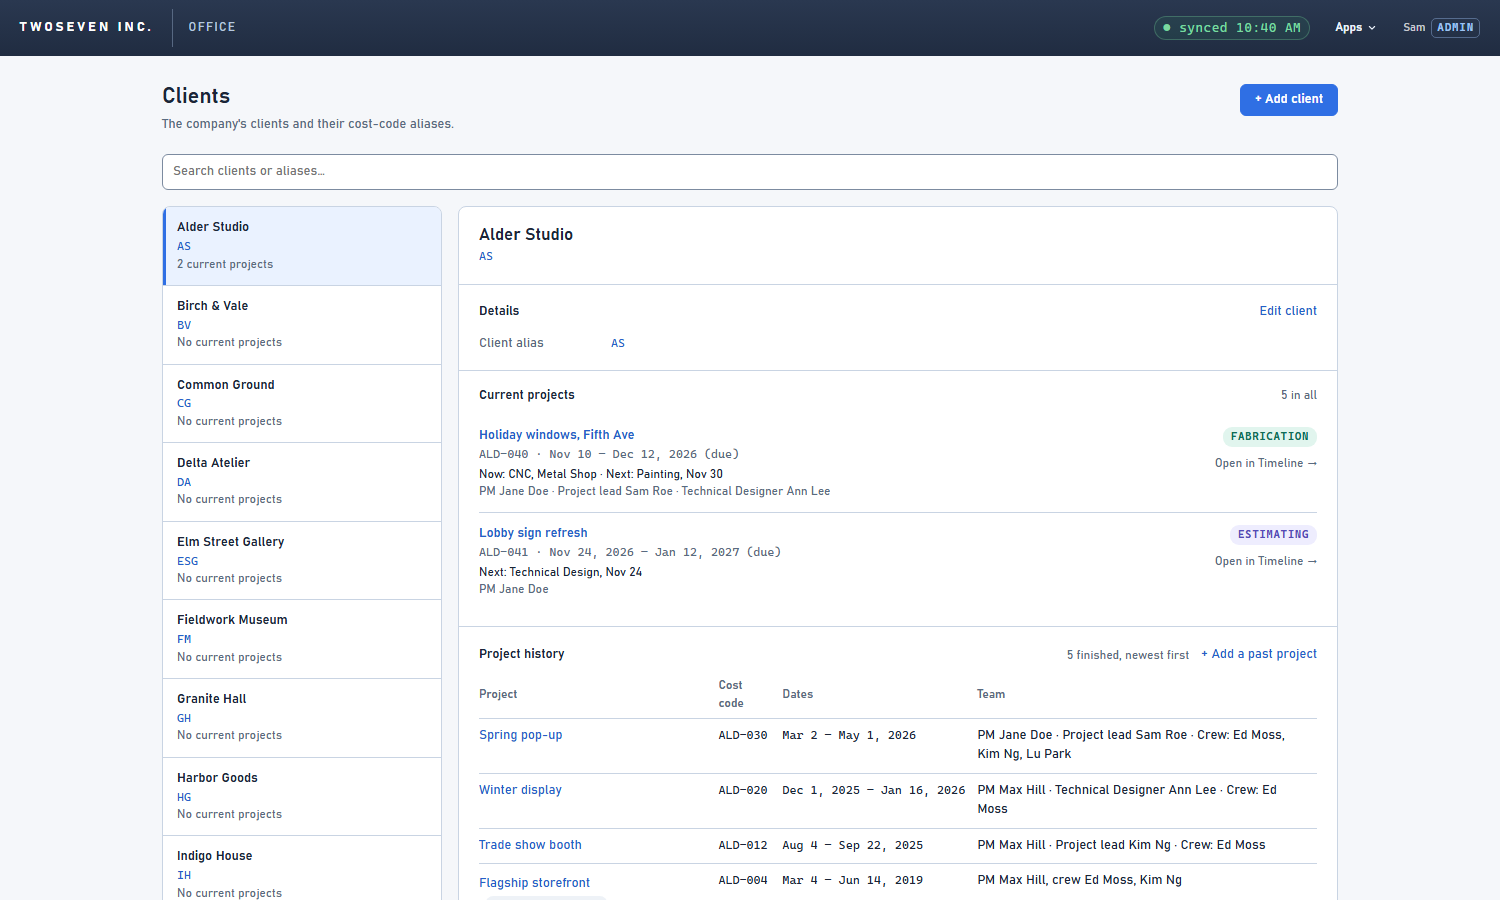 TWOSEVEN INC.
OFFICE
synced 10:40 AM
Apps
Sam
ADMIN
Clients
The company's clients and their cost-code aliases.
+ Add client
Search clients or aliases…
Alder Studio
AS
2 current projects
Birch & Vale
BV
No current projects
Common Ground
CG
No current projects
Delta Atelier
DA
No current projects
Elm Street Gallery
ESG
No current projects
Fieldwork Museum
FM
No current projects
Granite Hall
GH
No current projects
Harbor Goods
HG
No current projects
Indigo House
IH
No current projects
Alder Studio
AS
Details
Edit client
Client alias
AS
Current projects
5 in all
Holiday windows, Fifth Ave
FABRICATION
ALD-040 · Nov 10 – Dec 12, 2026 (due)
Open in Timeline →
Now: CNC, Metal Shop · Next: Painting, Nov 30
PM Jane Doe · Project lead Sam Roe · Technical Designer Ann Lee
Lobby sign refresh
ESTIMATING
ALD-041 · Nov 24, 2026 – Jan 12, 2027 (due)
Open in Timeline →
Next: Technical Design, Nov 24
PM Jane Doe
Project history
5 finished, newest first
+ Add a past project
Project
Cost
code
Dates
Team
Spring pop-up
ALD-030
Mar 2 – May 1, 2026
PM Jane Doe · Project lead Sam Roe · Crew: Ed Moss,
Kim Ng, Lu Park
Winter display
ALD-020
Dec 1, 2025 – Jan 16, 2026
PM Max Hill · Technical Designer Ann Lee · Crew: Ed
Moss
Trade show booth
ALD-012
Aug 4 – Sep 22, 2025
PM Max Hill · Project lead Kim Ng · Crew: Ed Moss
Flagship storefront
ALD-004
Mar 4 – Jun 14, 2019
PM Max Hill, crew Ed Moss, Kim Ng